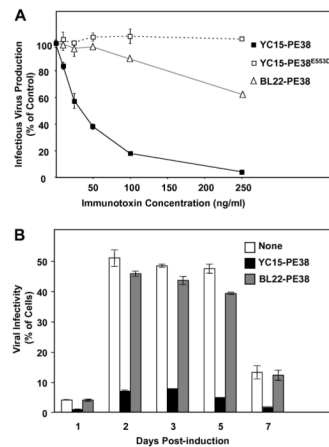 A
Infectious Virus Production
(% of Control)
100
80
60
40
20
0
50
100
150
200
250
Immunotoxin Concentration (ng/ml)
YC15-PE38
YC15-PE38E553D
BL22-PE38
B
Viral Infectivity
(% of Cells)
50
40
30
20
10
0
None
YC15-PE38
BL22-PE38
1 2 3 5 7
Days Post-induction